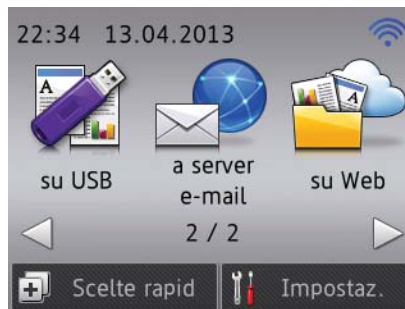 22:34 13.04.2013
su USB
a server
e-mail
su Web
2 / 2
Scelte rapid
Impostaz.